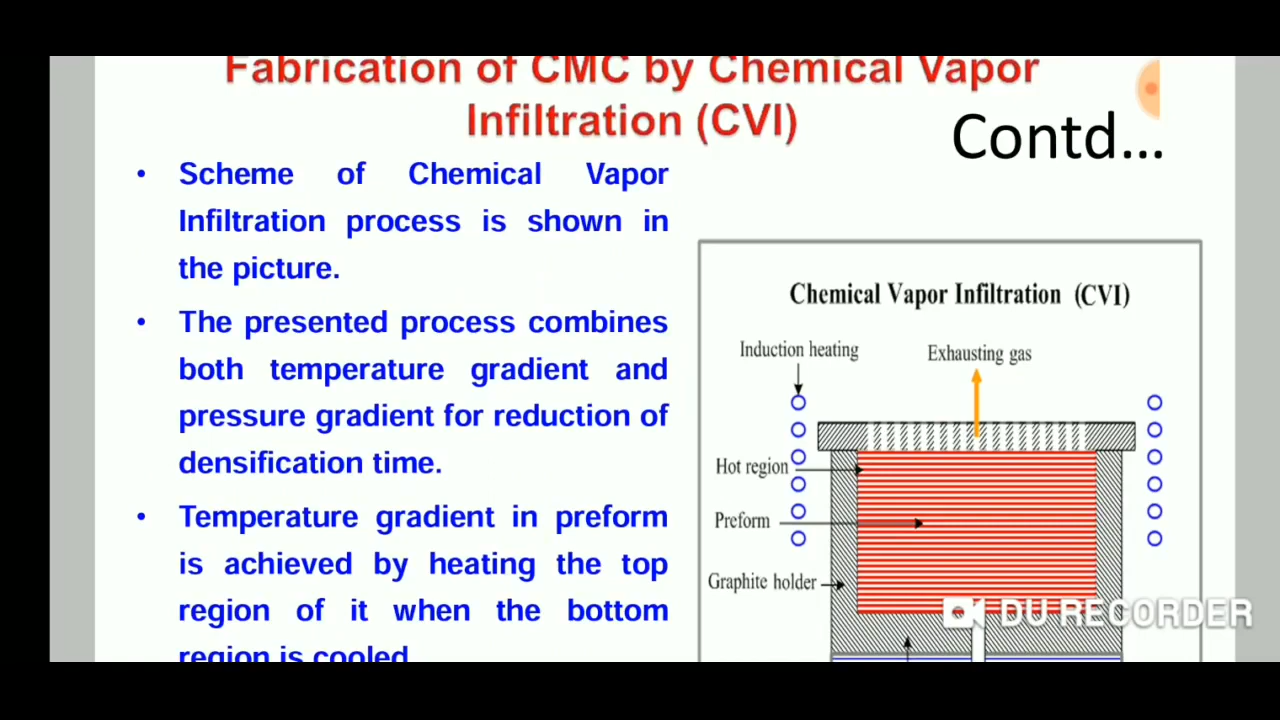 Fabrication of CMC by Chemical Vapor
Infiltration (CVI)
Contd...
• Scheme of Chemical Vapor
Infiltration process is shown in
the picture.
• The presented process combines
both temperature gradient and
pressure gradient for reduction of
densification time.
• Temperature gradient in preform
is achieved by heating the top
region of it when the bottom
region is cooled
Chemical Vapor Infiltration (CVI)
Induction heating
Exhausting gas
Hot region
Preform
Graphite holder
DU RECORDER